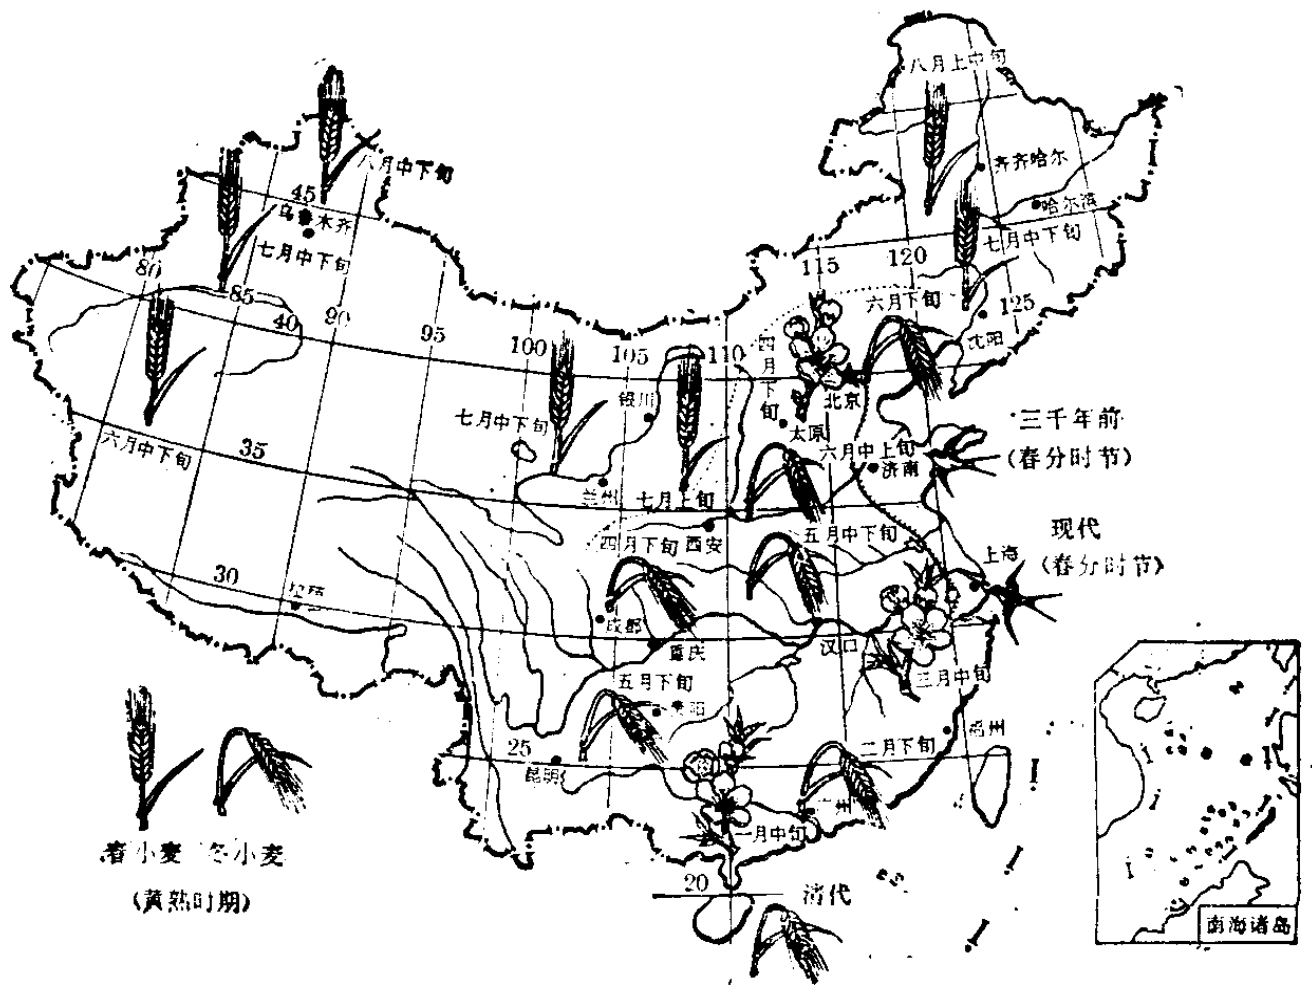 八月上中旬
八月中下旬
齐齐哈尔
45
乌鲁木齐
哈尔滨
七月中下旬
七月中下旬
80
115
120
85
六月下旬
125
40
90
沈阳
95
100
105
110
四月下旬
北京
银川
七月中下旬
太原
三千年前
六月中下旬
35
六月中上旬
济南
(春分时节)
兰州
七月上旬
四月下旬
西安
五月中下旬
现代
上海
(春分时节)
30
拉萨
成都
重庆
汉口
三月中旬
五月下旬
贵阳
25
昆明
二月下旬
福州
广州
一月中旬
春小麦
冬小麦
(黄熟时期)
20
清代
南海诸岛